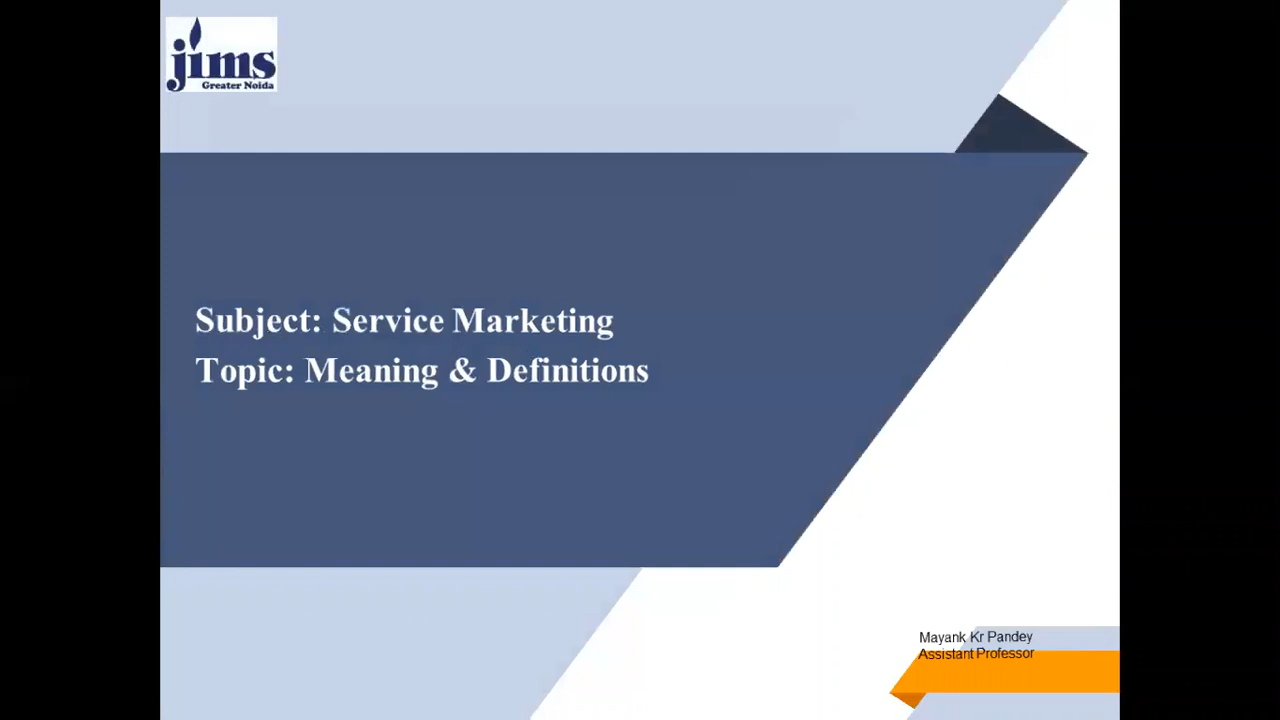 jims
Greater Noida
Subject: Service Marketing
Topic: Meaning & Definitions
Mayank Kr Pandey
Assistant Professor